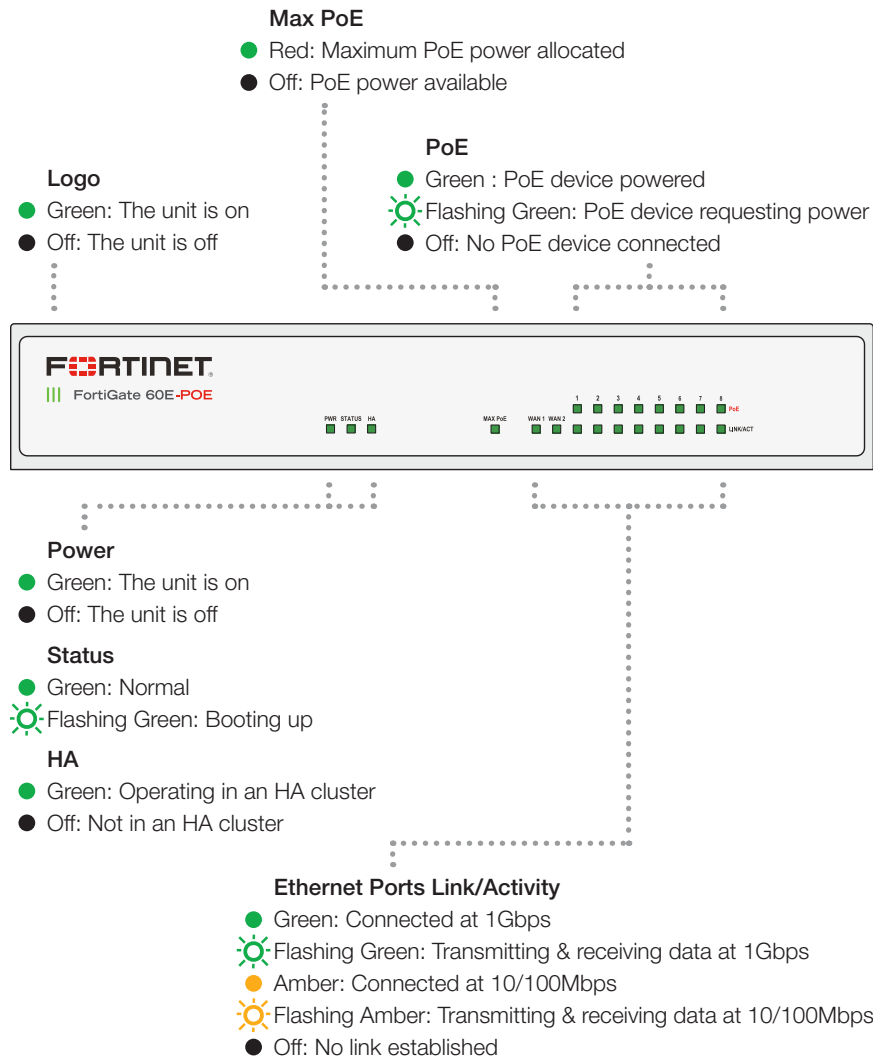 Max PoE
Red: Maximum PoE power allocated
Off: PoE power available
PoE
Green : PoE device powered
Flashing Green: PoE device requesting power
Off: No PoE device connected
Logo
Green: The unit is on
Off: The unit is off
FORTINET®
FortiGate 60E-POE
PWR STATUS HA
MAX PoE
WAN 1 WAN 2
1 2 3 4 5 6 7 8
PoE
LINK/ACT
Power
Green: The unit is on
Off: The unit is off
Status
Green: Normal
Flashing Green: Booting up
HA
Green: Operating in an HA cluster
Off: Not in an HA cluster
Ethernet Ports Link/Activity
Green: Connected at 1Gbps
Flashing Green: Transmitting & receiving data at 1Gbps
Amber: Connected at 10/100Mbps
Flashing Amber: Transmitting & receiving data at 10/100Mbps
Off: No link established